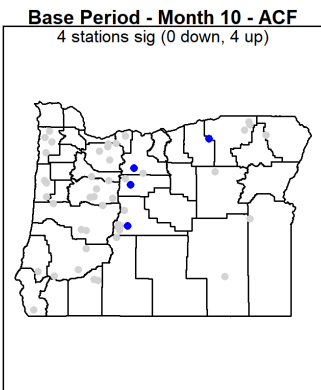 Base Period - Month 10 - ACF
4 stations sig (0 down, 4 up)